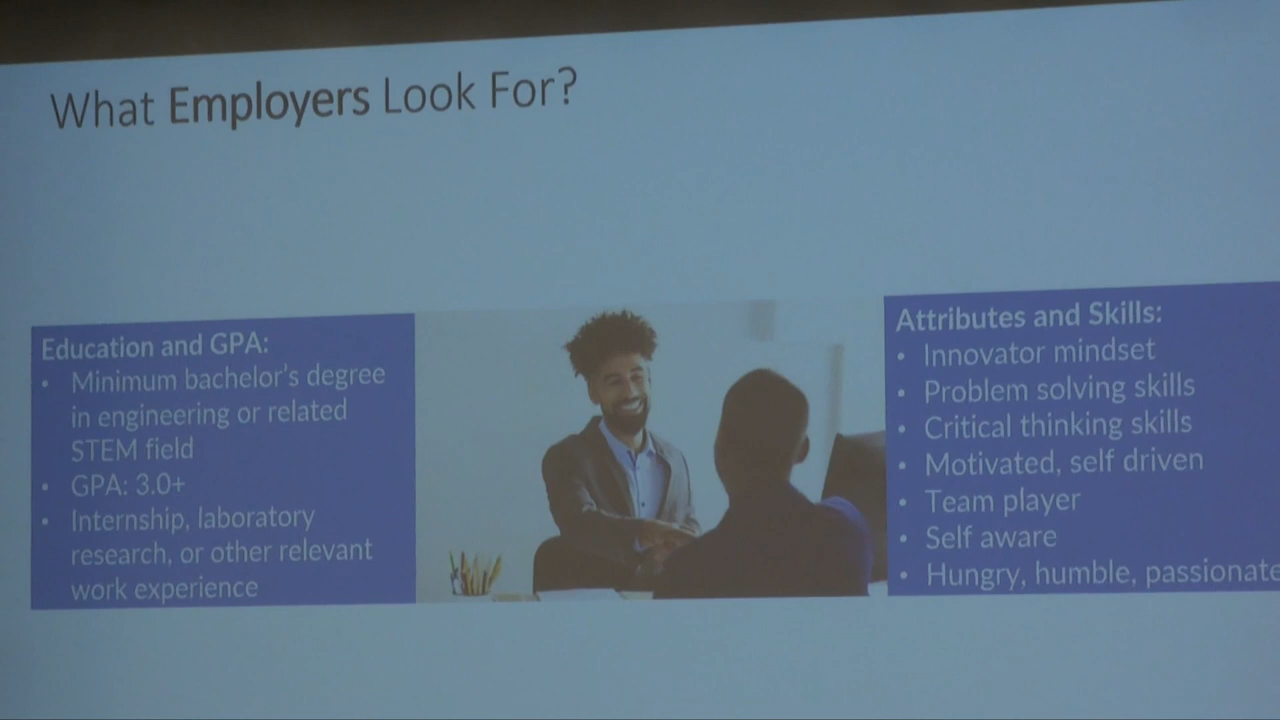 What Employers Look For?
Education and GPA:
• Minimum bachelor's degree
in engineering or related
STEM field
• GPA: 3.0+
• Internship, laboratory
research, or other relevant
work experience
Attributes and Skills:
• Innovator mindset
• Problem solving skills
• Critical thinking skills
• Motivated, self driven
• Team player
• Self aware
• Hungry, humble, passionate